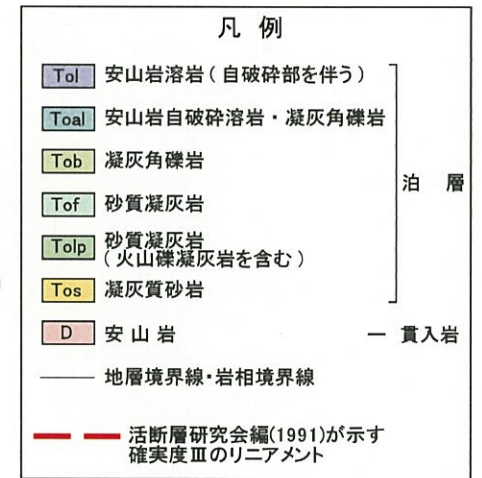 凡 例
Tol 安山岩溶岩(自破砕部を伴う)
Toal 安山岩自破砕溶岩・凝灰角礫岩
Tob 凝灰角礫岩
泊 層
Tof 砂質凝灰岩
Tolp 砂質凝灰岩
(火山礫凝灰岩を含む)
Tos 凝灰質砂岩
D 安山岩 ー 貫入岩
地層境界線・岩相境界線
活断層研究会編(1991)が示す
確実度Ⅲのリニアメント